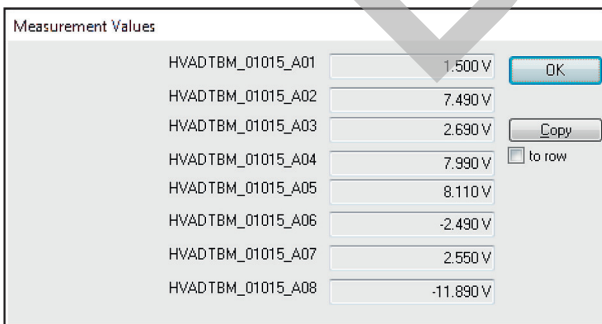 Measurement Values
HVADTBM_01015_A01 1.500 V OK
HVADTBM_01015_A02 7.490 V
HVADTBM_01015_A03 2.690 V Copy
HVADTBM_01015_A04 7.990 V to row
HVADTBM_01015_A05 8.110 V
HVADTBM_01015_A06 -2.490 V
HVADTBM_01015_A07 2.550 V
HVADTBM_01015_A08 -11.890 V